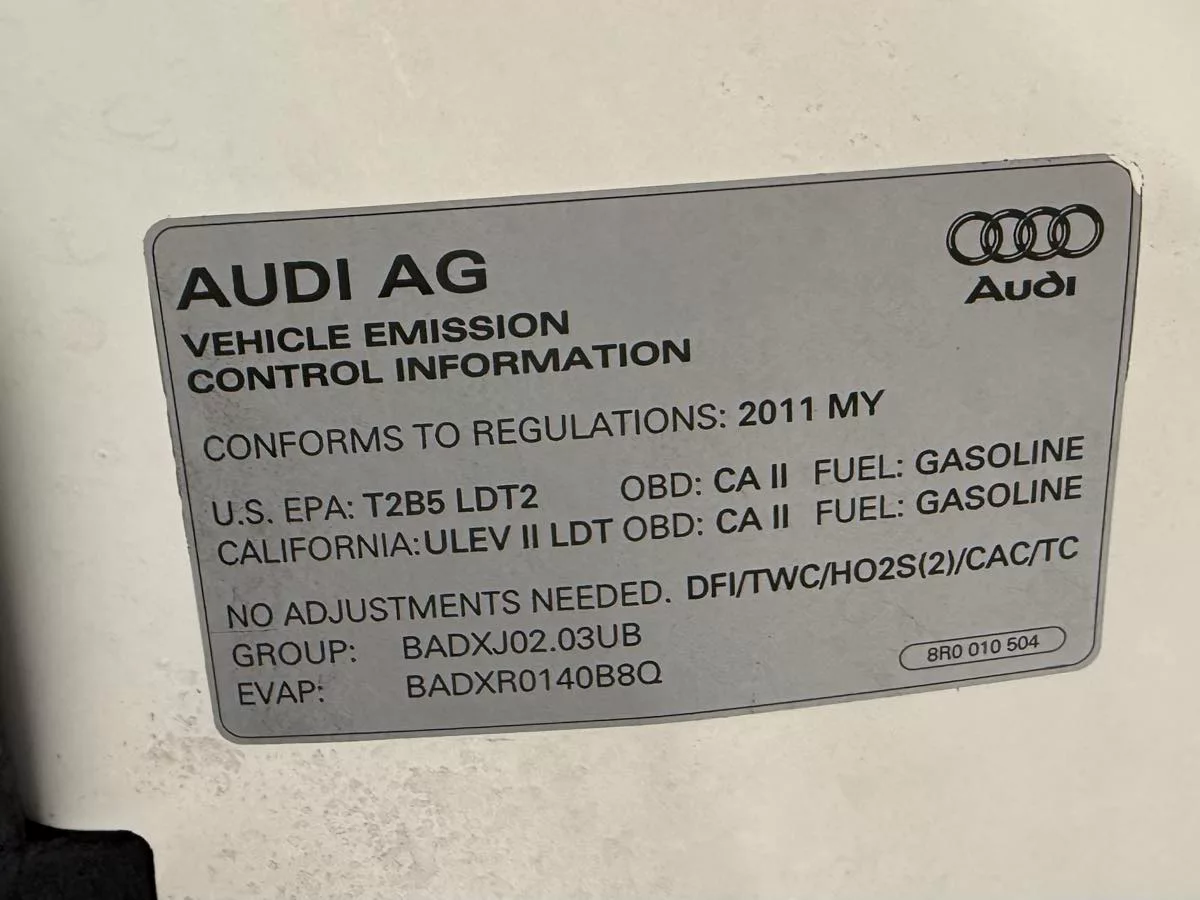 AUDI AG
Audi
VEHICLE EMISSION
CONTROL INFORMATION
CONFORMS TO REGULATIONS: 2011 MY
U.S. EPA: T2B5 LDT2 OBD: CA II FUEL: GASOLINE
CALIFORNIA: ULEV II LDT OBD: CA II FUEL: GASOLINE
NO ADJUSTMENTS NEEDED. DFI/TWC/HO2S(2)/CAC/TC
GROUP: BADXJ02.03UB
EVAP: BADXR0140B8Q
8R0 010 504